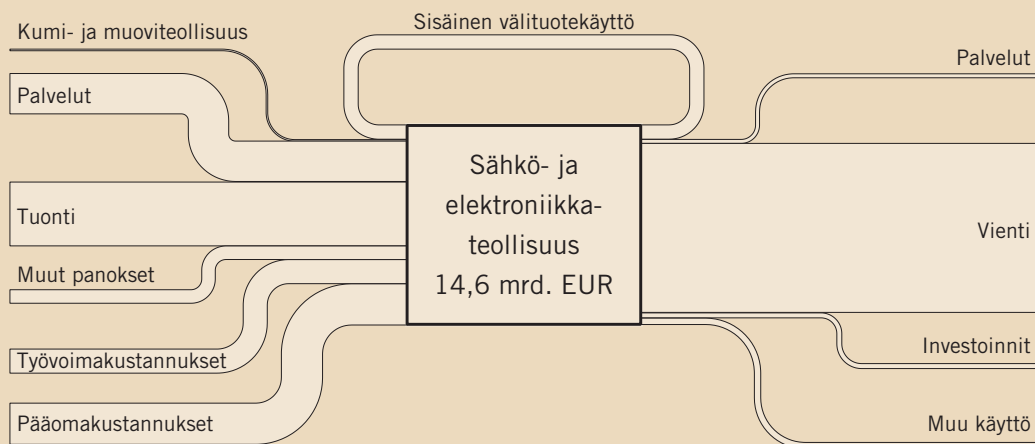 Kumi- ja muoviteollisuus
Palvelut
Tuonti
Muut panokset
Työvoimakustannukset
Pääomakustannukset
Sisäinen välituotekäyttö
Sähkö- ja
elektroniikka-
teollisuus
14,6 mrd. EUR
Palvelut
Vienti
Investoinnit
Muu käyttö